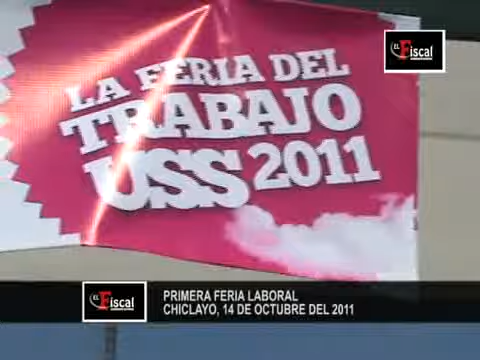 EL Fiscal
LA FERIA DEL
TRABAJO
USS 2011
EL Fiscal
PRIMERA FERIA LABORAL
CHICLAYO, 14 DE OCTUBRE DEL 2011